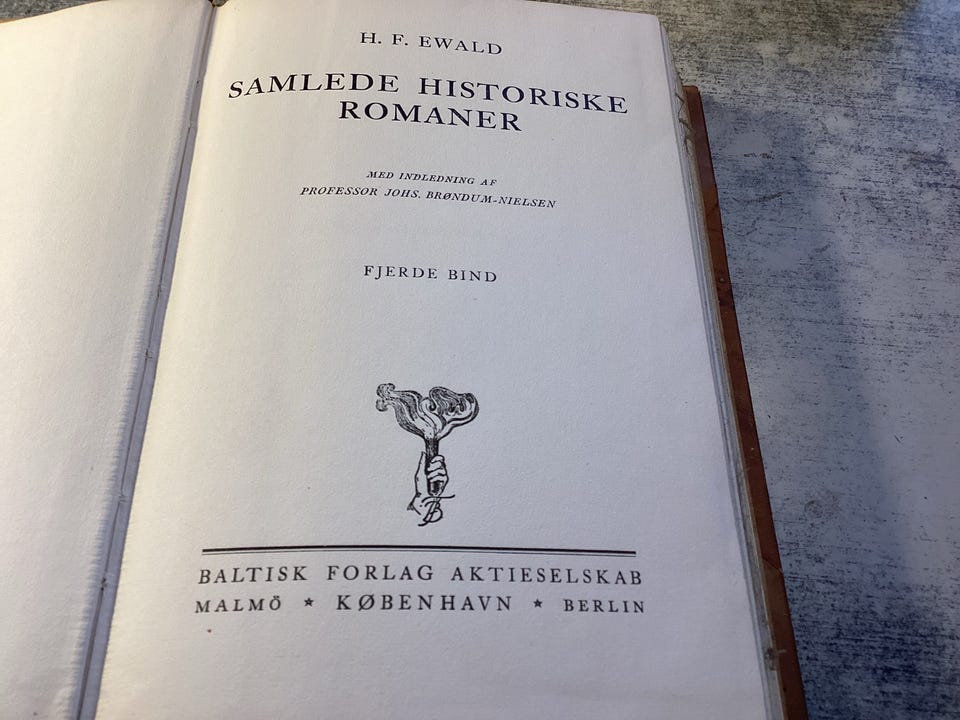 H. F. EWALD
SAMLEDE HISTORISKE
ROMANER
MED INDLEDNING AF
PROFESSOR JOHS. BRØNDUM-NIELSEN
FJERDE BIND
B
BALTISK FORLAG AKTIESELSKAB
MALMÖ ★ KØBENHAVN ★ BERLIN